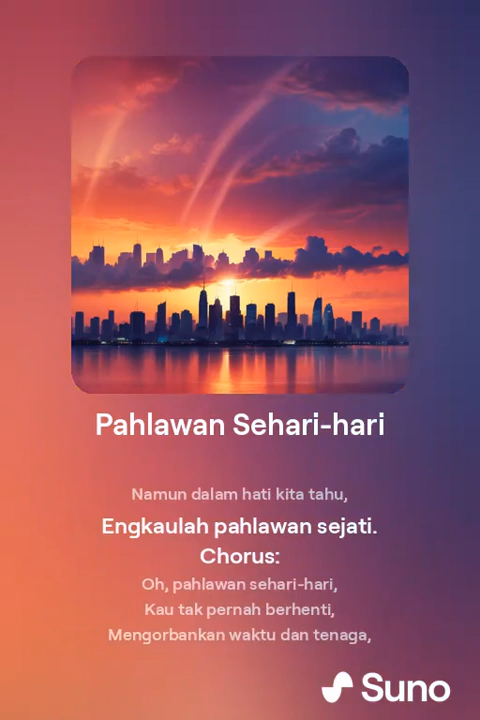 Pahlawan Sehari-hari
Namun dalam hati kita tahu,
Engkaulah pahlawan sejati.
Chorus:
Oh, pahlawan sehari-hari,
Kau tak pernah berhenti,
Mengorbankan waktu dan tenaga,
Suno